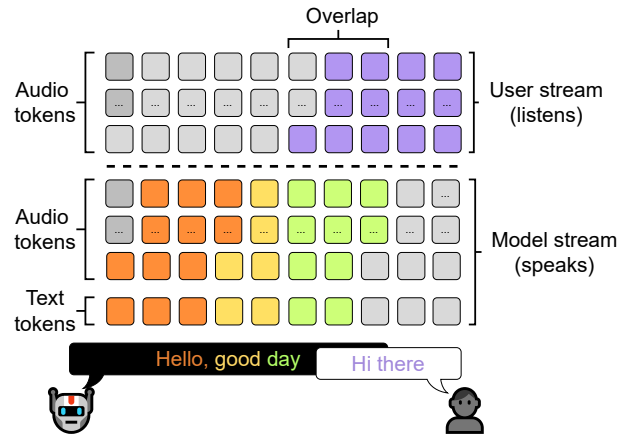 Overlap
Audio
tokens
... ... ... ... ... ... ... ... ... ...
User stream
(listens)
...
Audio
tokens
... ... ... ... ... ... ... ... ... ...
Model stream
(speaks)
Text
tokens
Hello, good day
Hi there